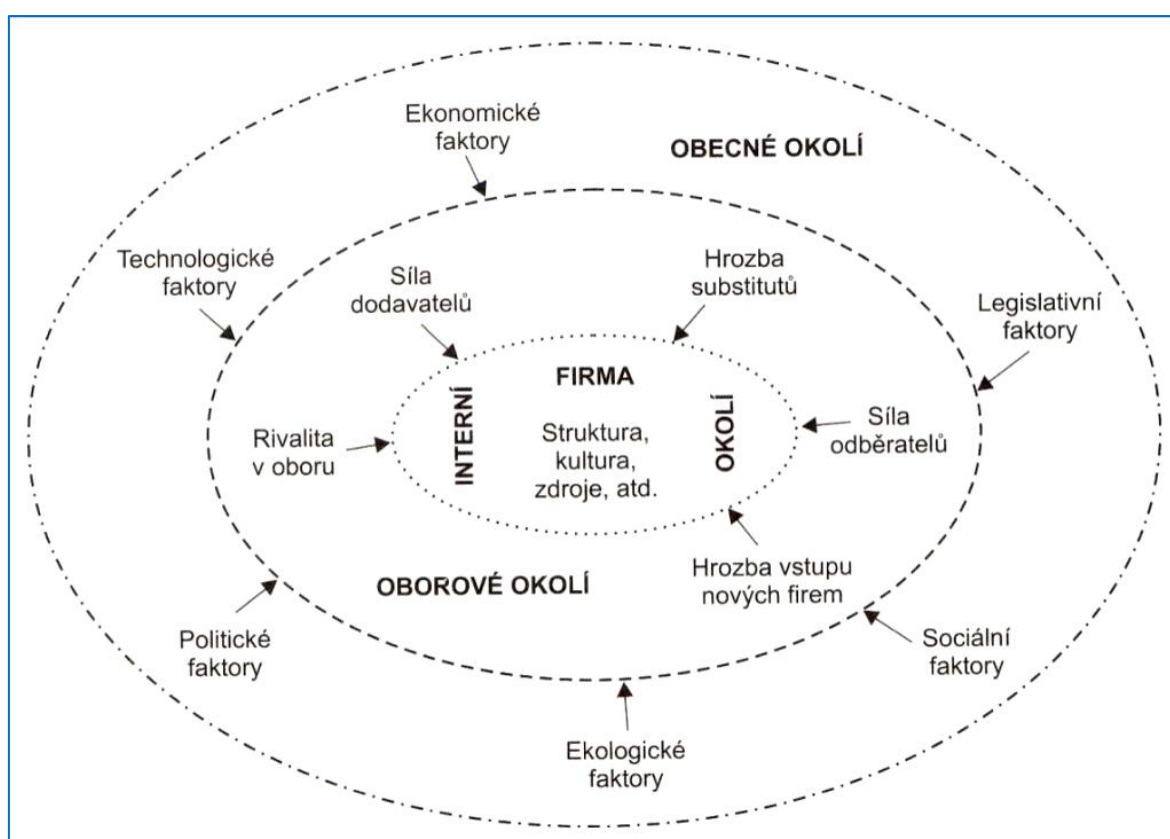 Ekonomické
faktory
OBECNÉ OKOLÍ
Technologické
faktory
Síla
dodavatelů
Hrozba
substitutů
Legislativní
faktory
FIRMA
INTERNÍ
OKOLÍ
Struktura,
kultura,
zdroje, atd.
Rivalita
v oboru
Síla
odběratelů
OBOROVÉ OKOLÍ
Hrozba vstupu
nových firem
Politické
faktory
Sociální
faktory
Ekologické
faktory